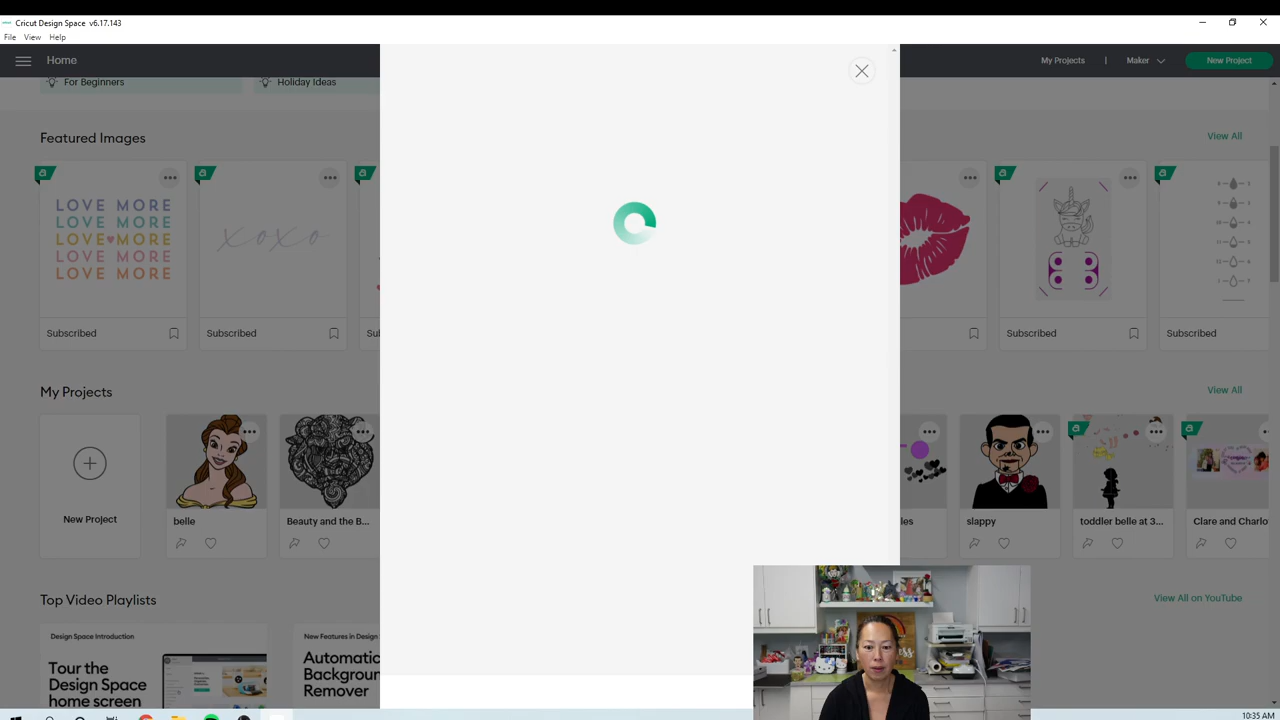 Cricut Design Space v6.17.143
File View Help
Home
My Projects | Maker New Project
For Beginners
Holiday Ideas
Featured Images
View All
LOVE MORE
LOVE MORE
LOVE MORE
LOVE MORE
LOVE MORE
xoxo
Subscribed
Subscribed
Su
Subscribed
Subscribed
My Projects
View All
New Project
belle
Beauty and the B...
les
slappy
toddler belle at 3...
Clare and Charlo
Top Video Playlists
View All on YouTube
Design Space Introduction
Tour the
Design Space
home screen
New Features in Design
Automatic
Background
Remover
10:35 AM